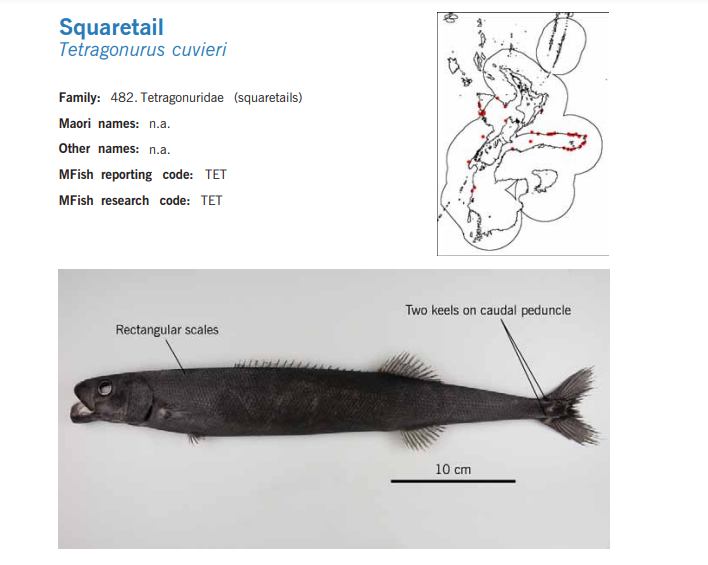 Squaretail
Tetragonurus cuvieri
Family: 482. Tetragonuridae (squaretails)
Maori names: n.a.
Other names: n.a.
MFish reporting code: TET
MFish research code: TET
Two keels on caudal peduncle
Rectangular scales
10 cm